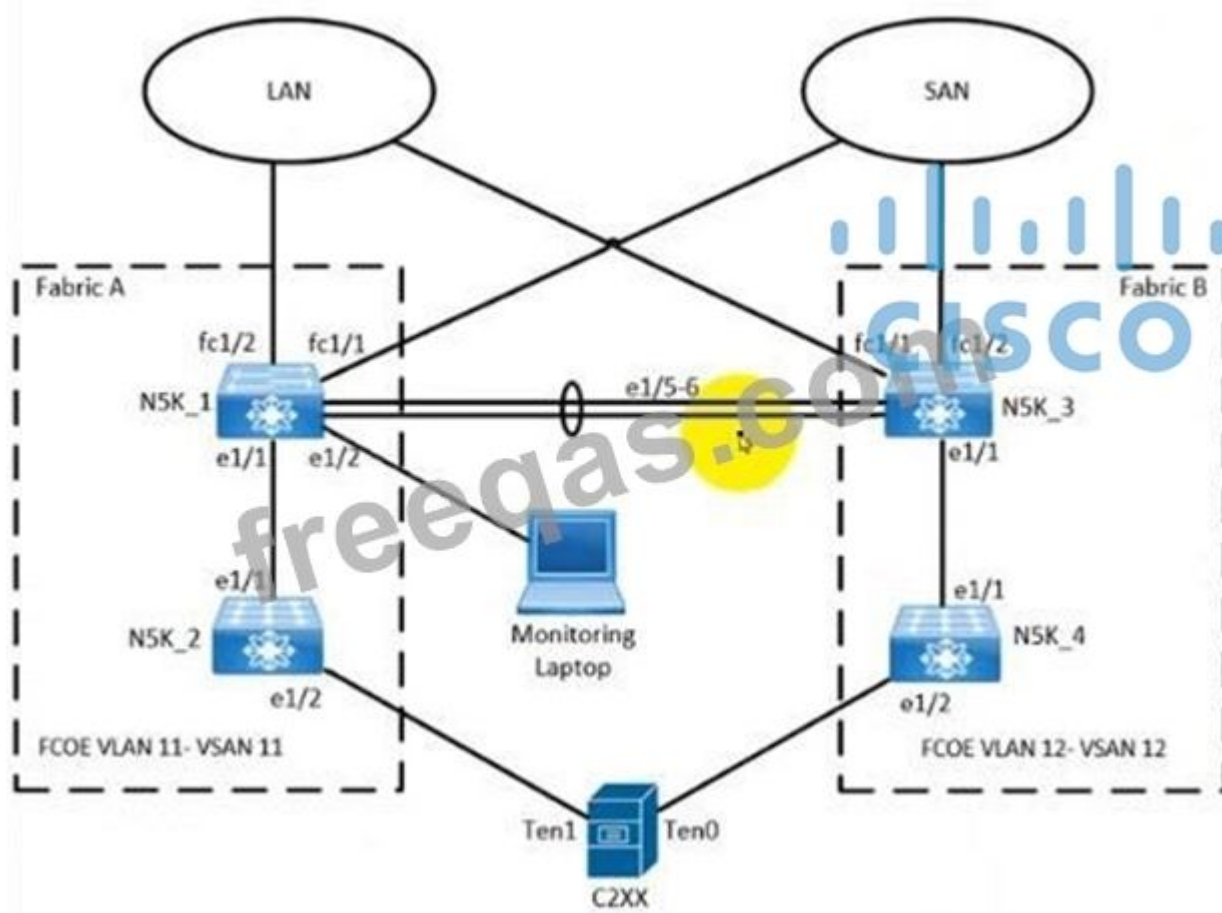 LAN
SAN
Fabric A
Fabric B
CISCO
fc1/2
fc1/1
fc1/1
fc1/2
N5K_1
e1/5-6
N5K_3
e1/1
e1/2
e1/1
freeqas.com
e1/1
e1/1
N5K_2
Monitoring
Laptop
N5K_4
e1/2
e1/2
FCOE VLAN 11- VSAN 11
FCOE VLAN 12- VSAN 12
Ten1
Ten0
C2XX